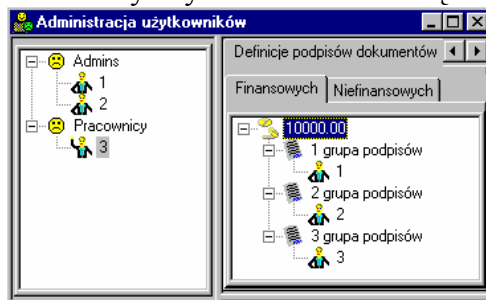 Administracja użytkowników
Admins
1
2
Pracownicy
3
Definicje podpisów dokumentów
Finansowych
Niefinansowych
10000.00
1 grupa podpisów
1
2 grupa podpisów
2
3 grupa podpisów
3